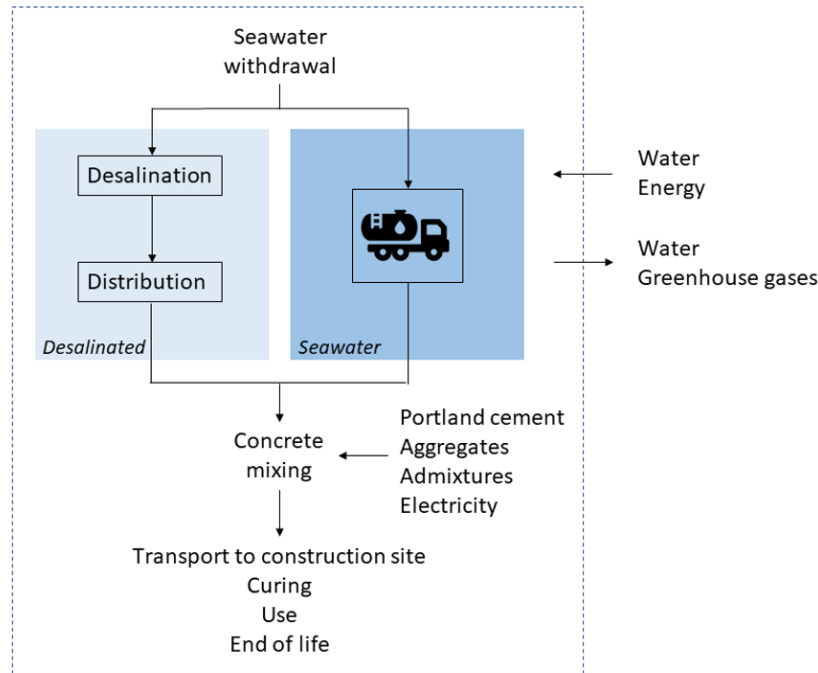 Seawater
withdrawal
Desalination
Distribution
Desalinated
Seawater
Water
Energy
Water
Greenhouse gases
Concrete
mixing
Portland cement
Aggregates
Admixtures
Electricity
Transport to construction site
Curing
Use
End of life